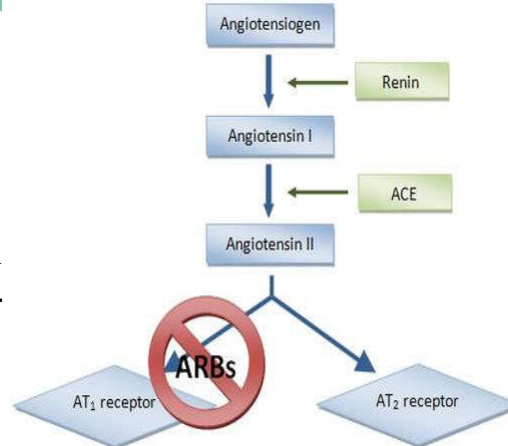 Angiotensiogen
Renin
Angiotensin I
ACE
Angiotensin II
ARBs
AT₁ receptor
AT₂ receptor